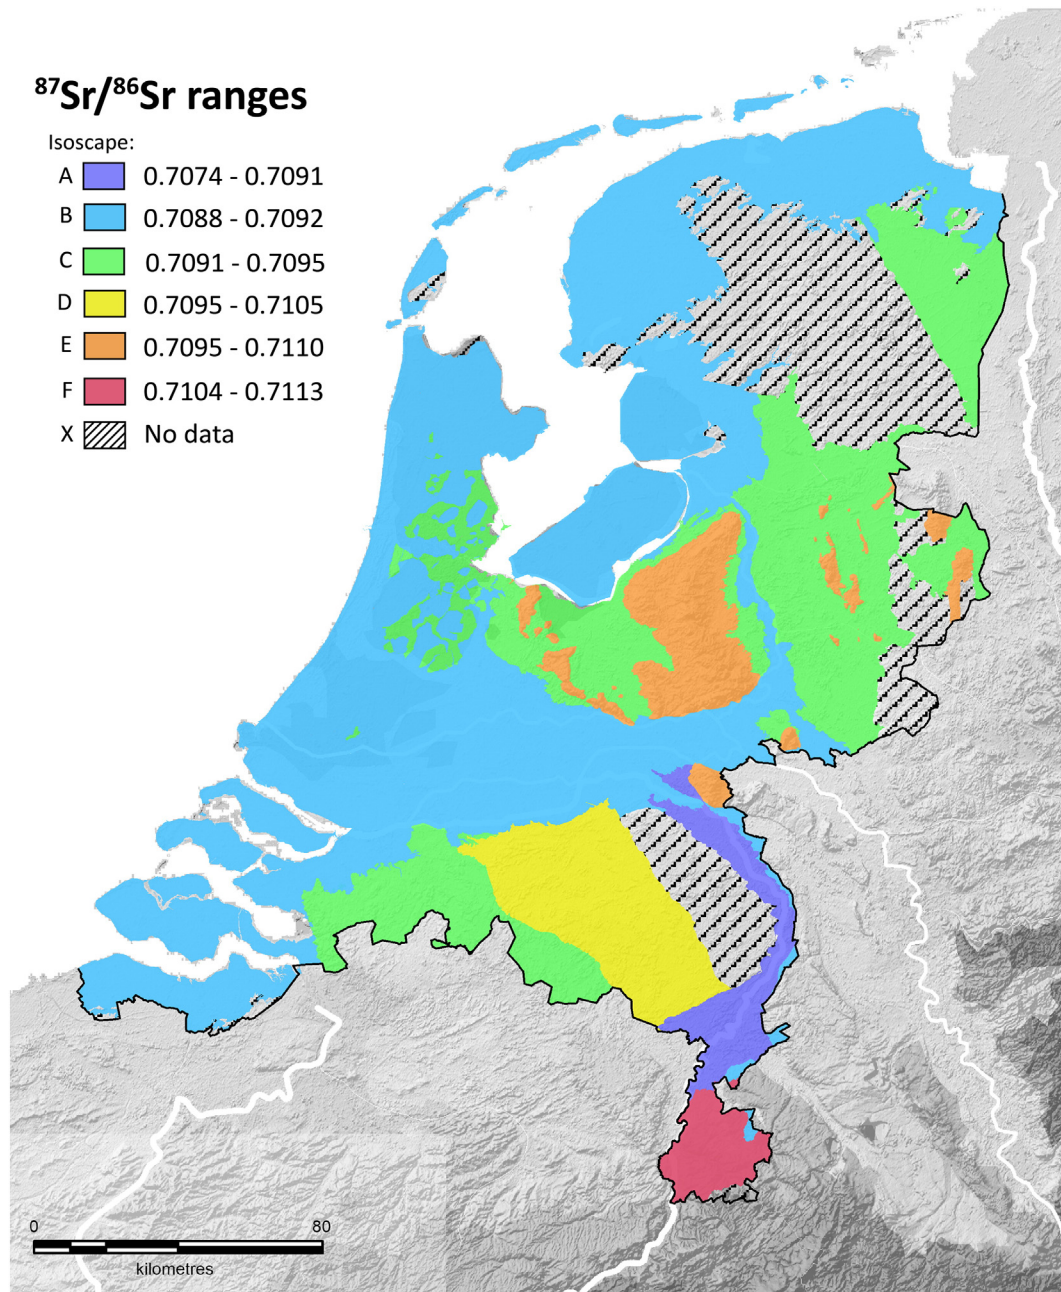 ⁸⁷Sr/⁸⁶Sr ranges
Isoscape:
A 0.7074 - 0.7091
B 0.7088 - 0.7092
C 0.7091 - 0.7095
D 0.7095 - 0.7105
E 0.7095 - 0.7110
F 0.7104 - 0.7113
X No data
0 80
kilometres